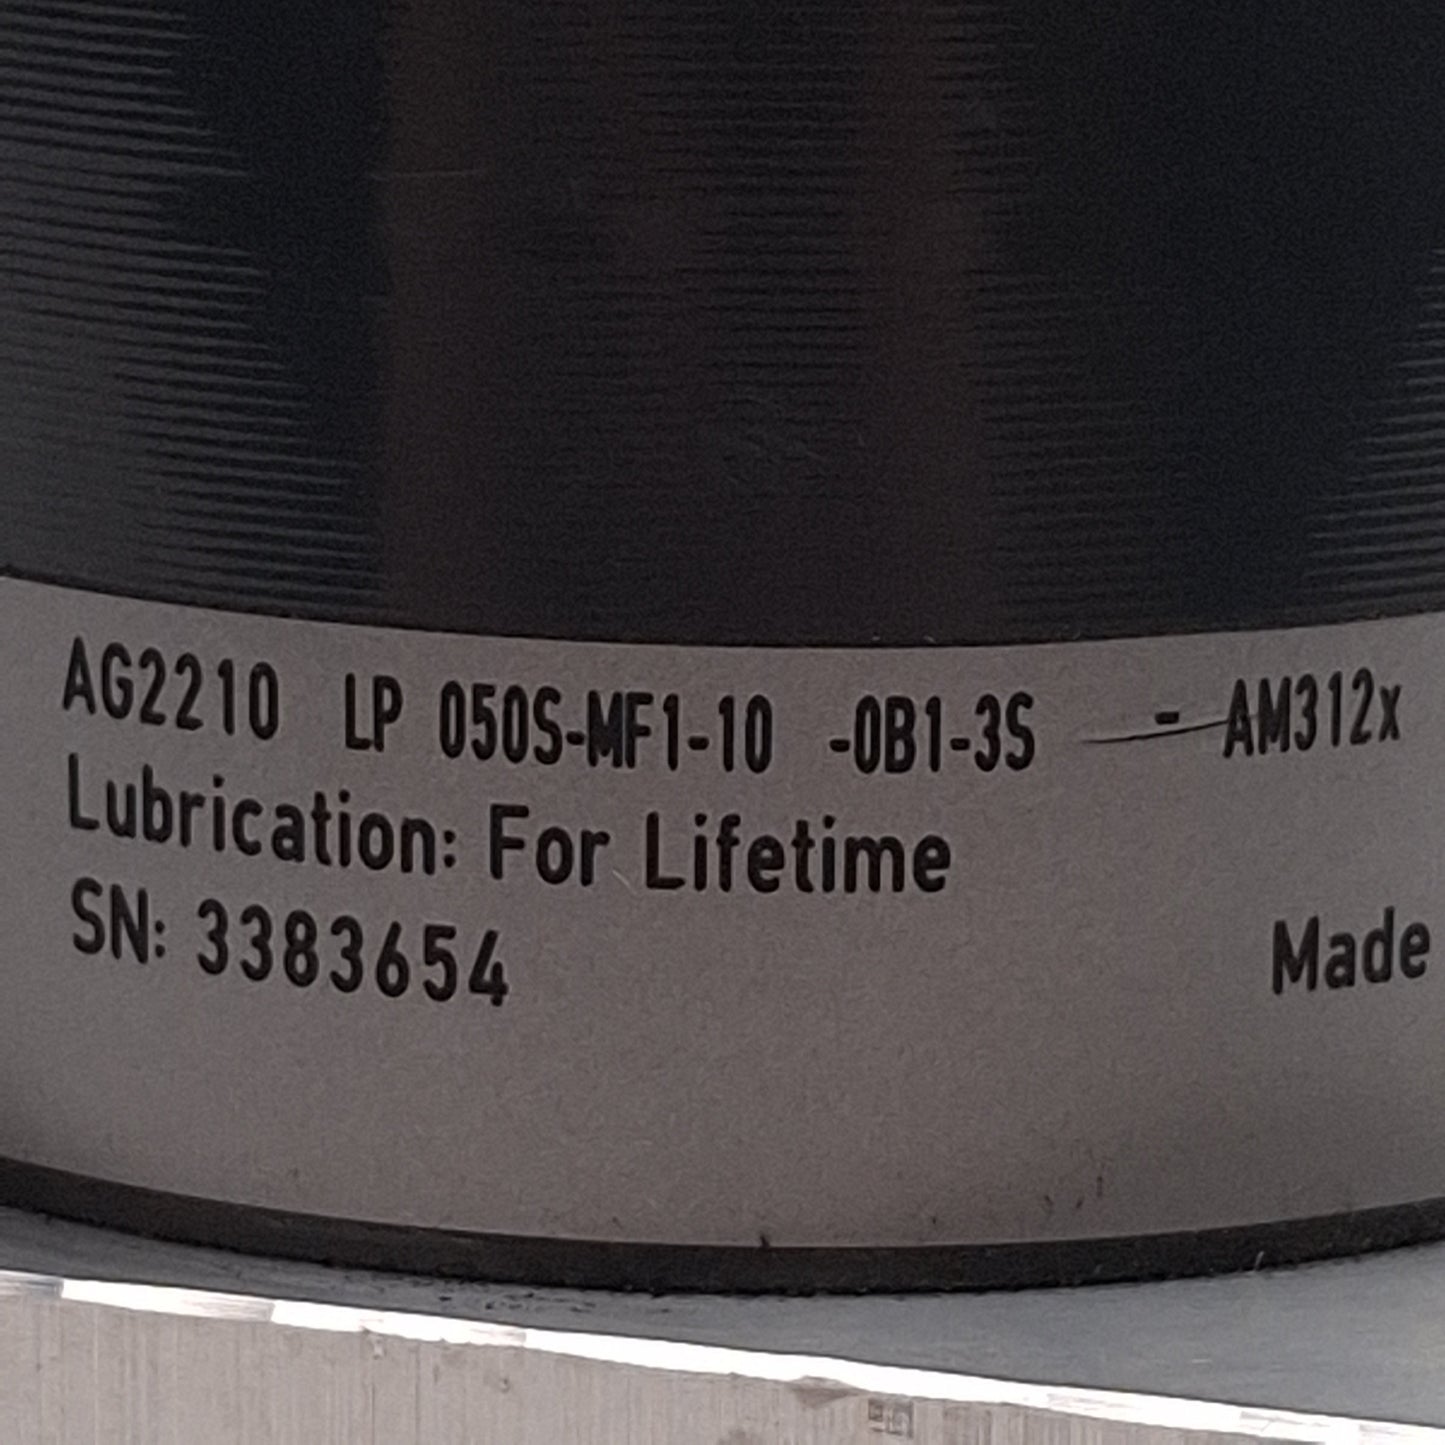 AG2210 LP 050S-MF1-10 -0B1-3S - AM312x
Lubrication: For Lifetime
SN: 3383654
Made